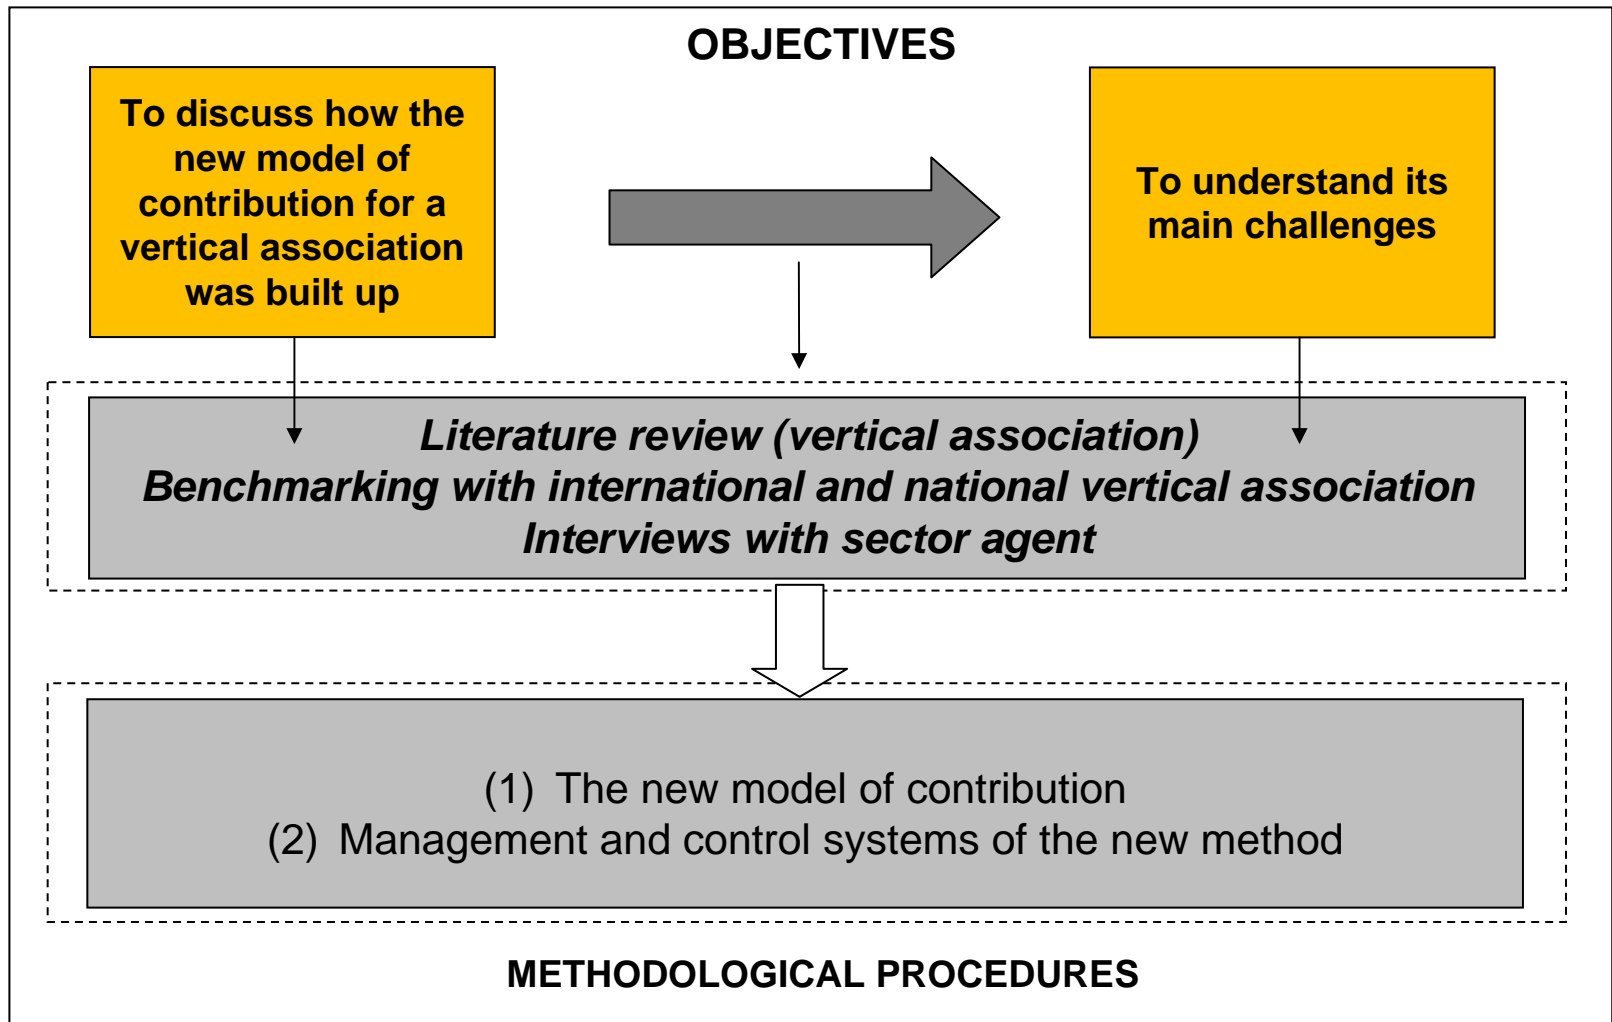 OBJECTIVES
To discuss how the
new model of
contribution for a
vertical association
was built up
To understand its
main challenges
Literature review (vertical association)
Benchmarking with international and national vertical association
Interviews with sector agent
(1) The new model of contribution
(2) Management and control systems of the new method
METHODOLOGICAL PROCEDURES